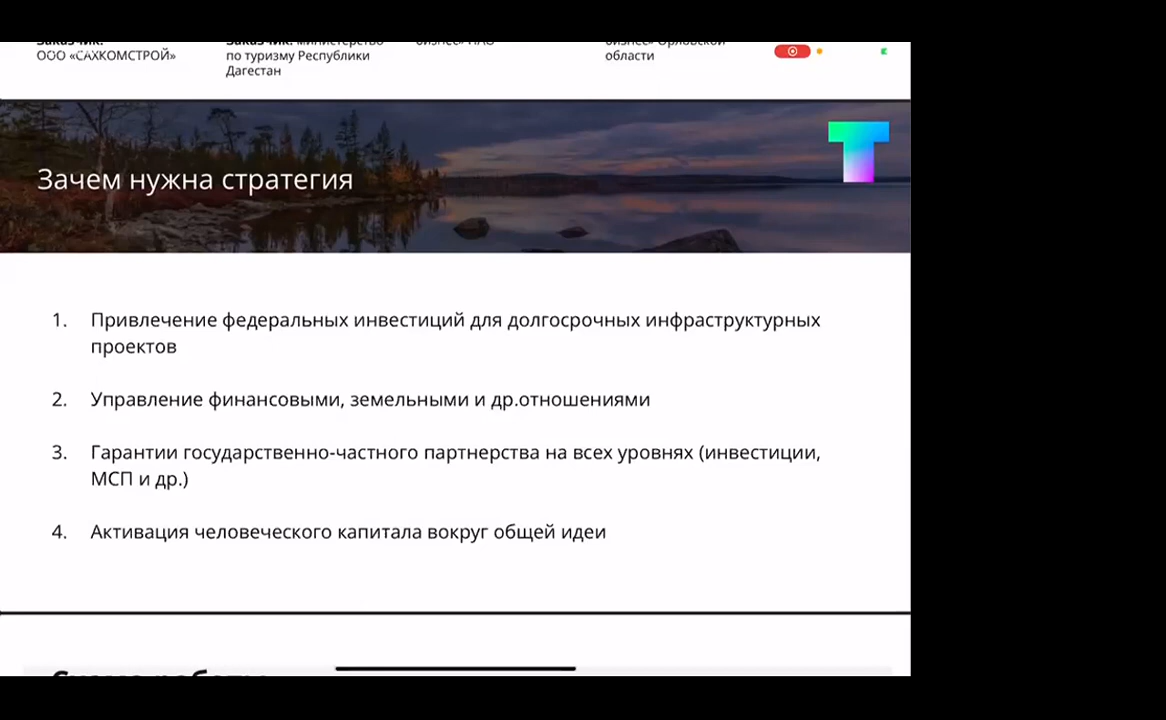 ООО «САХКОМСТРОЙ»
Заказчик: Министерство
по туризму Республики
Дагестан
области
Зачем нужна стратегия
1. Привлечение федеральных инвестиций для долгосрочных инфраструктурных
проектов
2. Управление финансовыми, земельными и др.отношениями
3. Гарантии государственно-частного партнерства на всех уровнях (инвестиции,
МСП и др.)
4. Активация человеческого капитала вокруг общей идеи